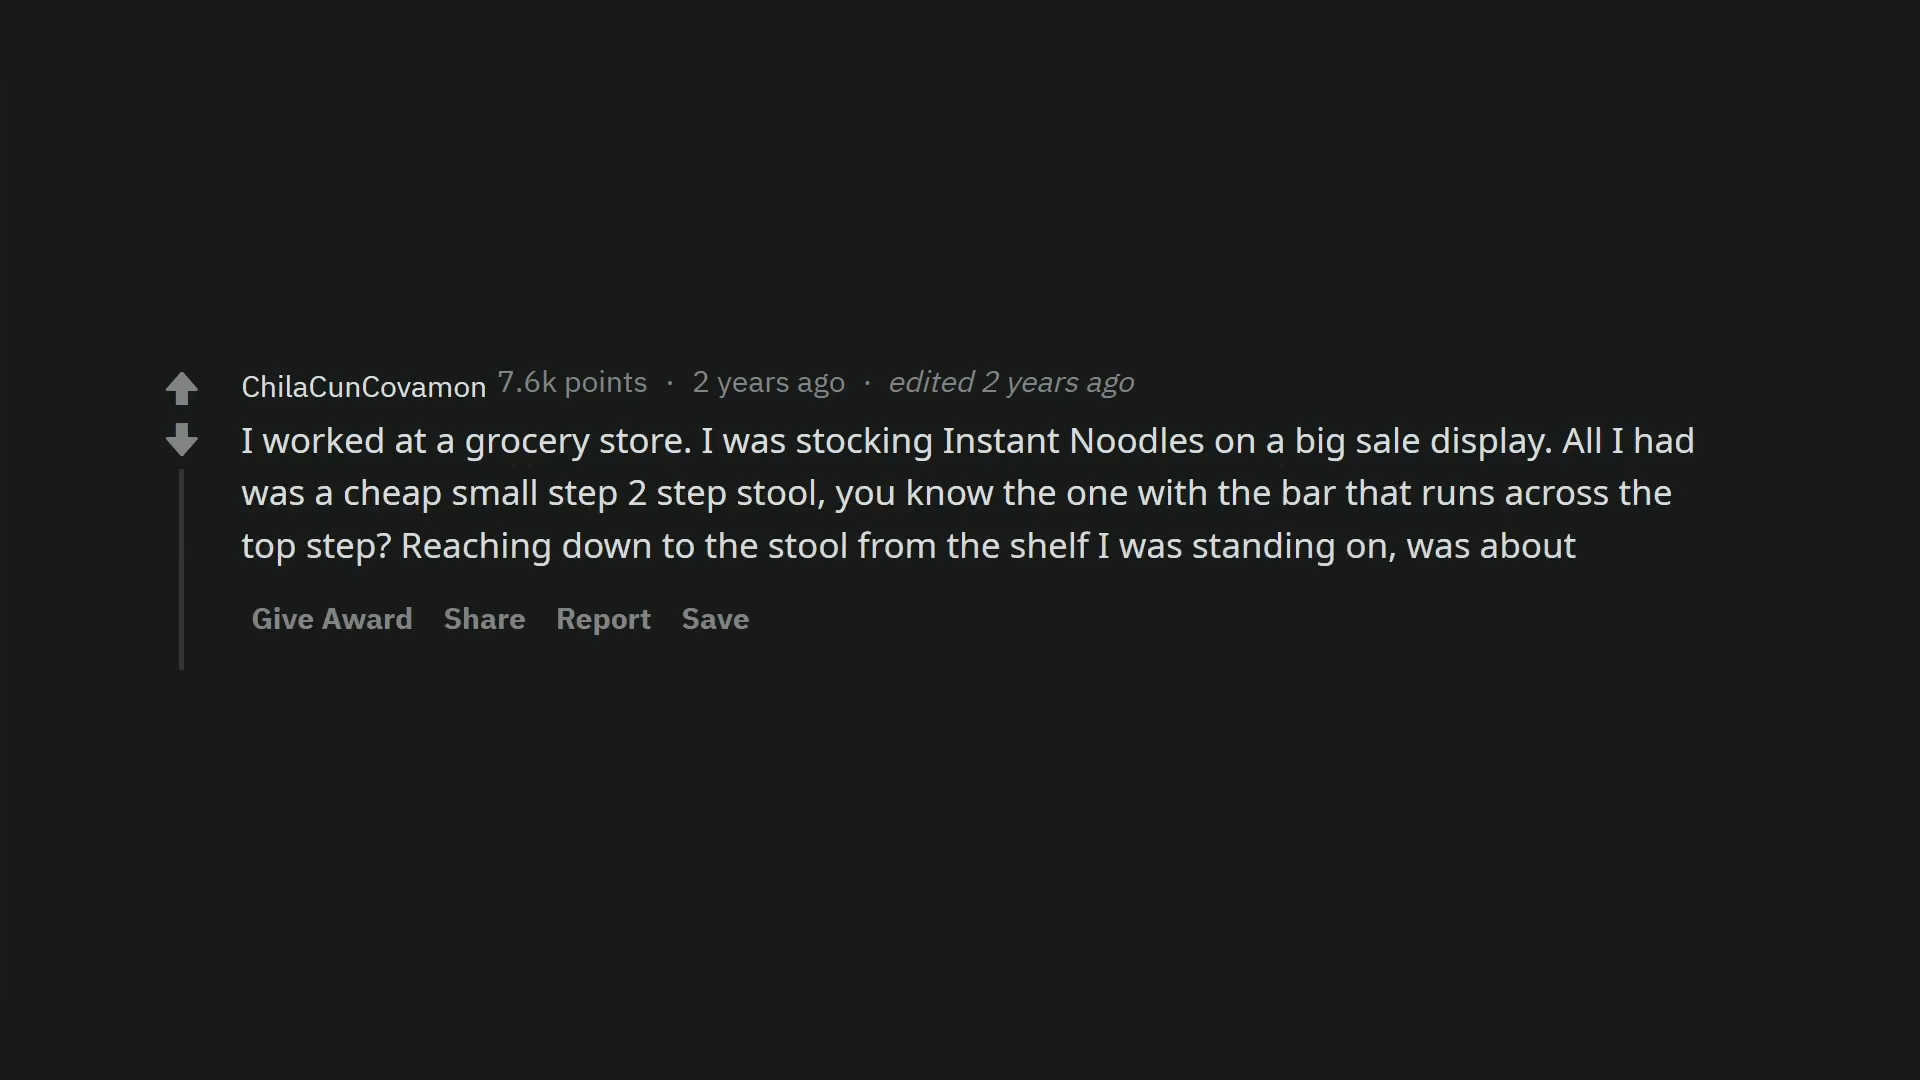 ChilaCunCovamon 7.6k points · 2 years ago · edited 2 years ago
I worked at a grocery store. I was stocking Instant Noodles on a big sale display. All I had
was a cheap small step 2 step stool, you know the one with the bar that runs across the
top step? Reaching down to the stool from the shelf I was standing on, was about
Give Award Share Report Save